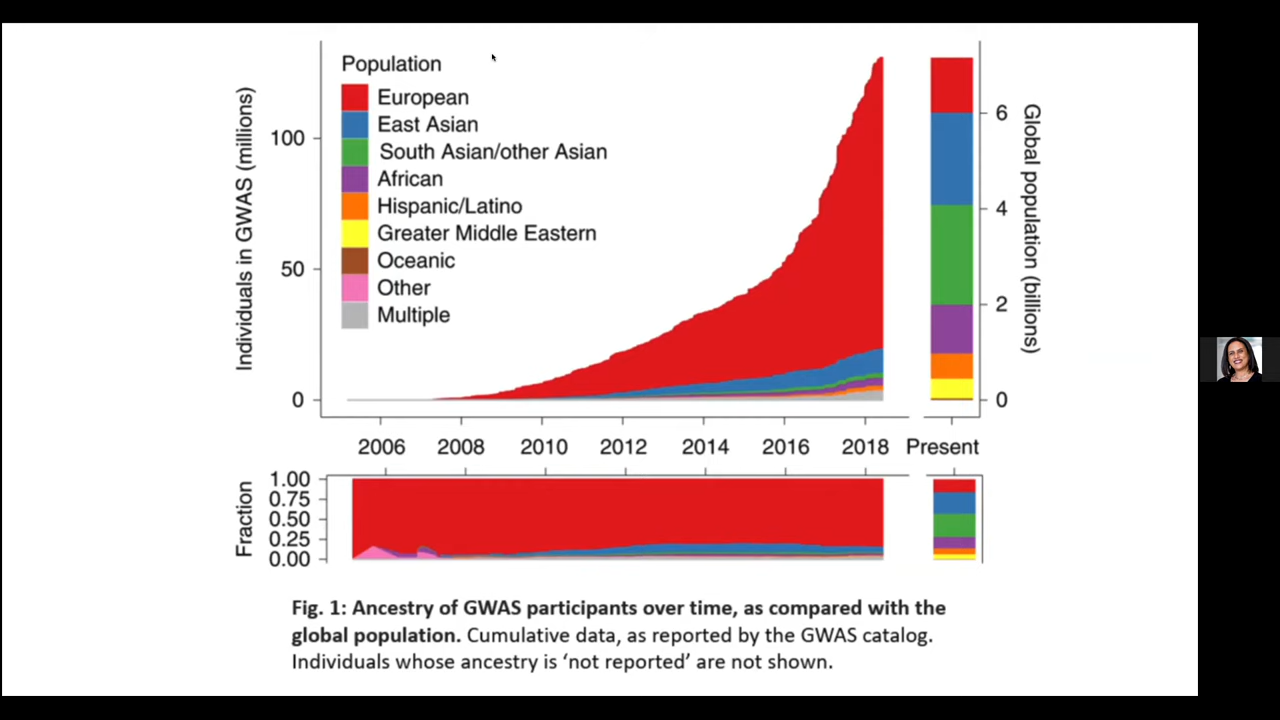 Population
European
East Asian
South Asian/other Asian
African
Hispanic/Latino
Greater Middle Eastern
Oceanic
Other
Multiple
Individuals in GWAS (millions)
100
50
0
Global population (billions)
6
4
2
0
2006 2008 2010 2012 2014 2016 2018 Present
Fraction
1.00
0.75
0.50
0.25
0.00
Fig. 1: Ancestry of GWAS participants over time, as compared with the
global population. Cumulative data, as reported by the GWAS catalog.
Individuals whose ancestry is ‘not reported’ are not shown.